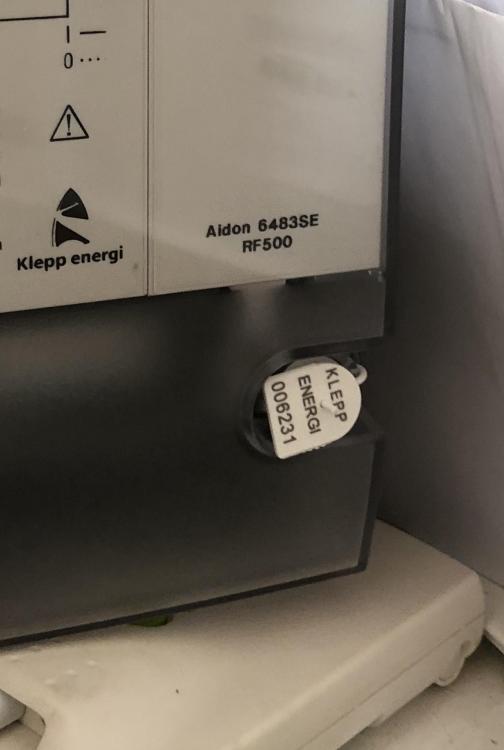 I
0
Klepp energi
Aidon 6483SE
RF500
KLEPP
ENERGI
006231